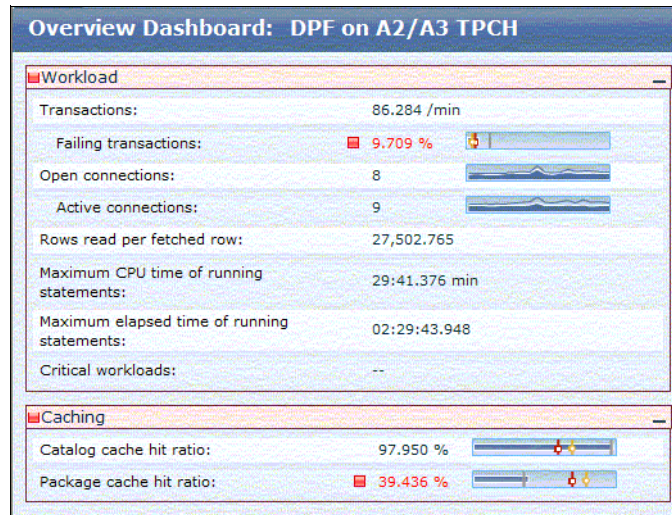 Overview Dashboard: DPF on A2/A3 TPCH
Workload
Transactions: 86.284 /min
Failing transactions: 9.709 %
Open connections: 8
Active connections: 9
Rows read per fetched row: 27,502.765
Maximum CPU time of running
statements: 29:41.376 min
Maximum elapsed time of running
statements: 02:29:43.948
Critical workloads: --
Caching
Catalog cache hit ratio: 97.950 %
Package cache hit ratio: 39.436 %